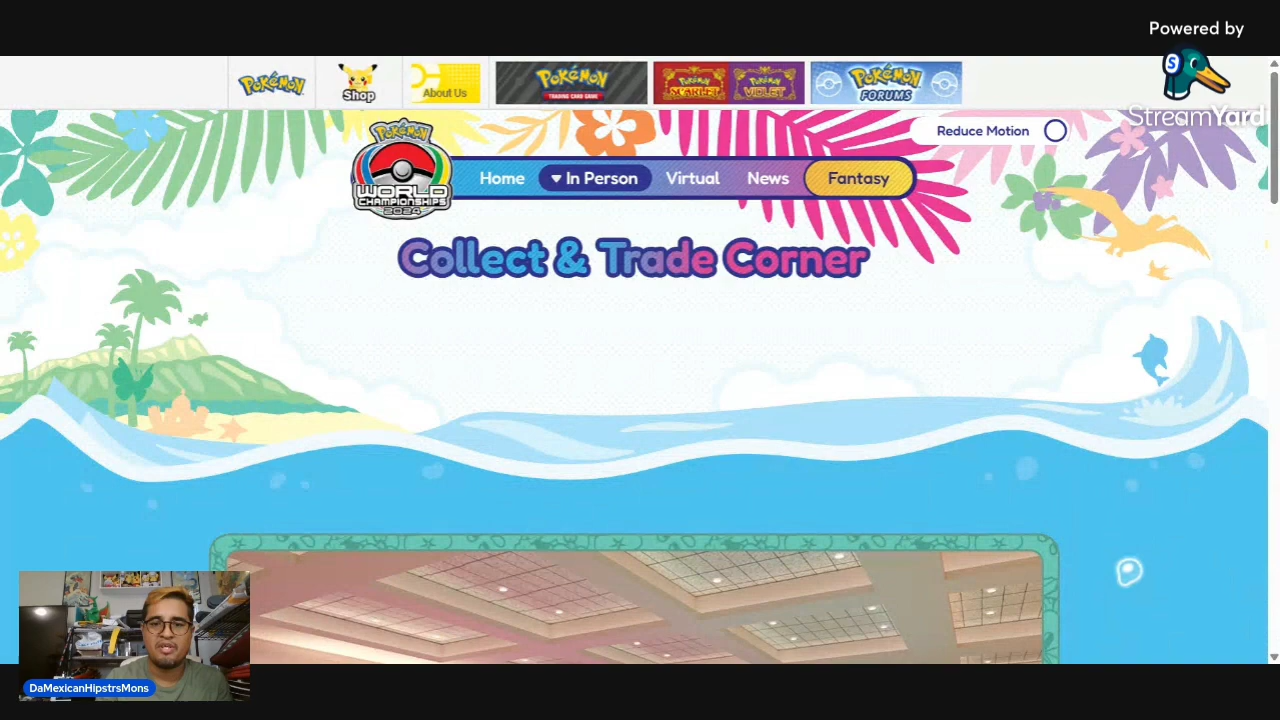 Powered by
StreamYard
Pokémon
Shop
About Us
Pokémon
TRADING CARD GAME
Pokémon
SCARLET
Pokémon
VIOLET
Pokémon
FORUMS
Reduce Motion
Pokémon
WORLD
CHAMPIONSHIPS
2024
Home
In Person
Virtual
News
Fantasy
Collect & Trade Corner
DaMexicanHipstrsMons